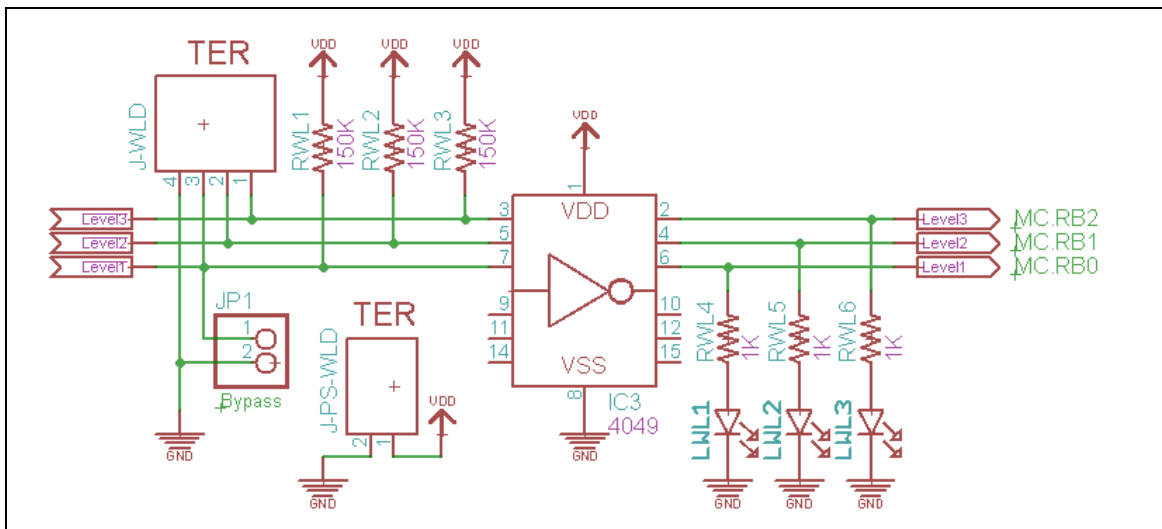 TER
J-WLD
4 3 2 1
VDD
VDD
VDD
RWL1
150K
RWL2
150K
RWL3
150K
VDD
1
Level3
Level2
Level1
3
5
7
9
11
14
VDD
VSS
2
4
6
10
12
15
8
IC3
4049
GND
Level3
Level2
Level1
MC.RB2
MC.RB1
MC.RB0
JP1
1
2
Bypass
GND
TER
J-PS-WLD
2 1
VDD
GND
RWL4
1K
RWL5
1K
RWL6
1K
LWL1
LWL2
LWL3
GND
GND
GND